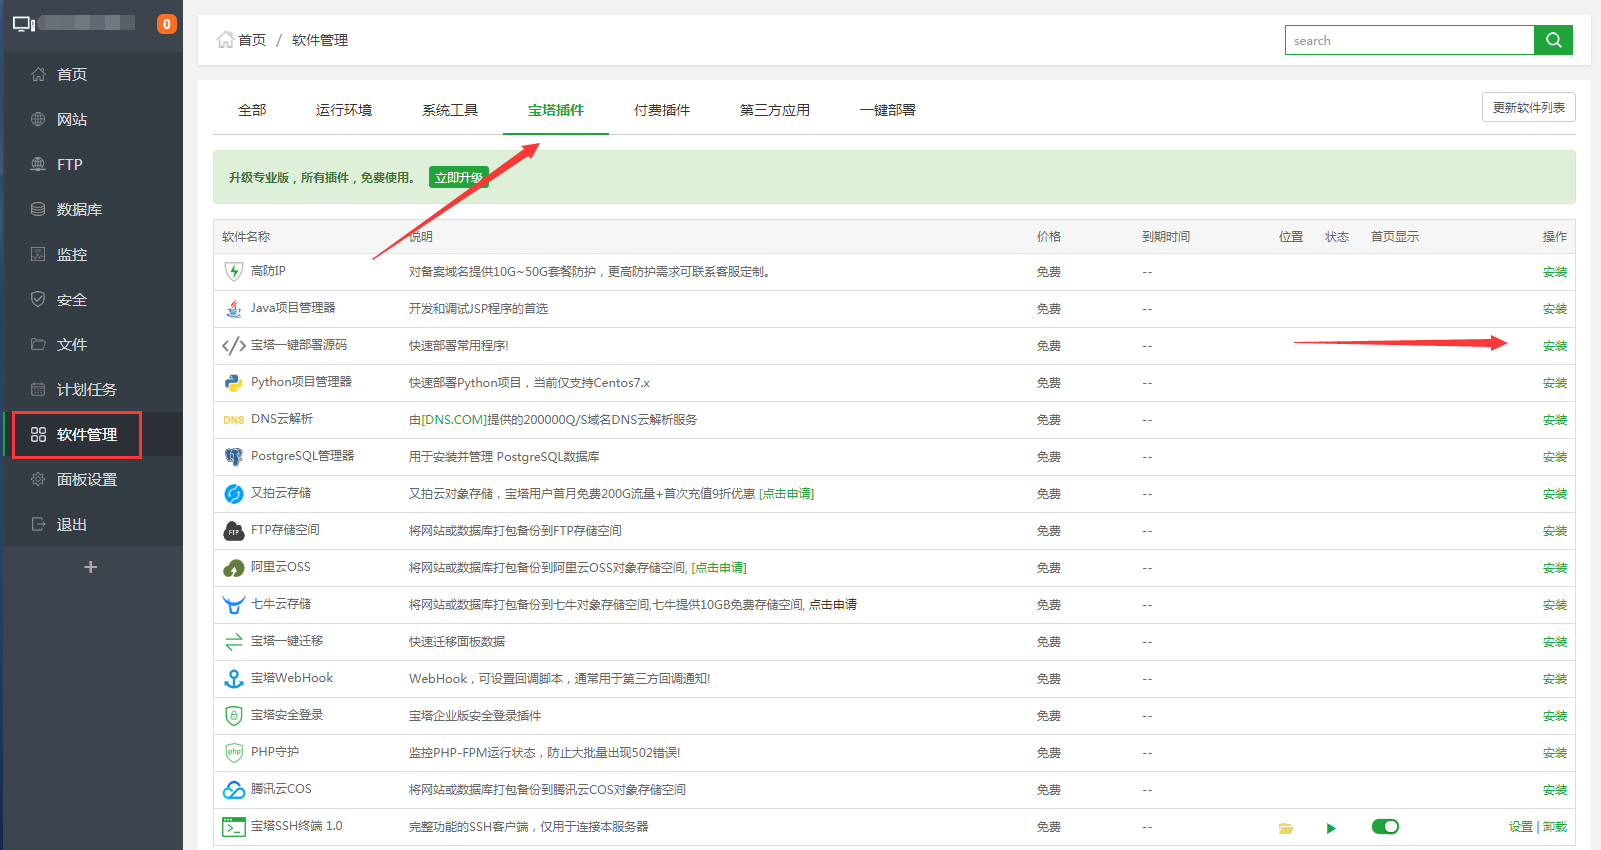 0
首页
网站
FTP
数据库
监控
安全
文件
计划任务
软件管理
面板设置
退出
+
首页 / 软件管理
search
全部 运行环境 系统工具 宝塔插件 付费插件 第三方应用 一键部署 更新软件列表
升级专业版，所有插件，免费使用。 立即升级
软件名称 说明 价格 到期时间 位置 状态 首页显示 操作
高防IP 对备案域名提供10G~50G套餐防护，更高防护需求可联系客服定制。 免费 -- 安装
Java项目管理器 开发和调试JSP程序的首选 免费 -- 安装
宝塔一键部署源码 快速部署常用程序! 免费 -- 安装
Python项目管理器 快速部署Python项目，当前仅支持Centos7.x 免费 -- 安装
DNS DNS云解析 由[DNS.COM]提供的200000Q/S域名DNS云解析服务 免费 -- 安装
PostgreSQL管理器 用于安装并管理 PostgreSQL数据库 免费 -- 安装
又拍云存储 又拍云对象存储，宝塔用户首月免费200G流量+首次充值9折优惠 [点击申请] 免费 -- 安装
FTP FTP存储空间 将网站或数据库打包备份到FTP存储空间 免费 -- 安装
阿里云OSS 将网站或数据库打包备份到阿里云OSS对象存储空间, [点击申请] 免费 -- 安装
七牛云存储 将网站或数据库打包备份到七牛对象存储空间,七牛提供10GB免费存储空间, 点击申请 免费 -- 安装
宝塔一键迁移 快速迁移面板数据 免费 -- 安装
宝塔WebHook WebHook，可设置回调脚本，通常用于第三方回调通知! 免费 -- 安装
宝塔安全登录 宝塔企业版安全登录插件 免费 -- 安装
php PHP守护 监控PHP-FPM运行状态，防止大批量出现502错误! 免费 -- 安装
腾讯云COS 将网站或数据库打包备份到腾讯云COS对象存储空间 免费 -- 安装
宝塔SSH终端 1.0 完整功能的SSH客户端，仅用于连接本服务器 免费 -- 设置 | 卸载